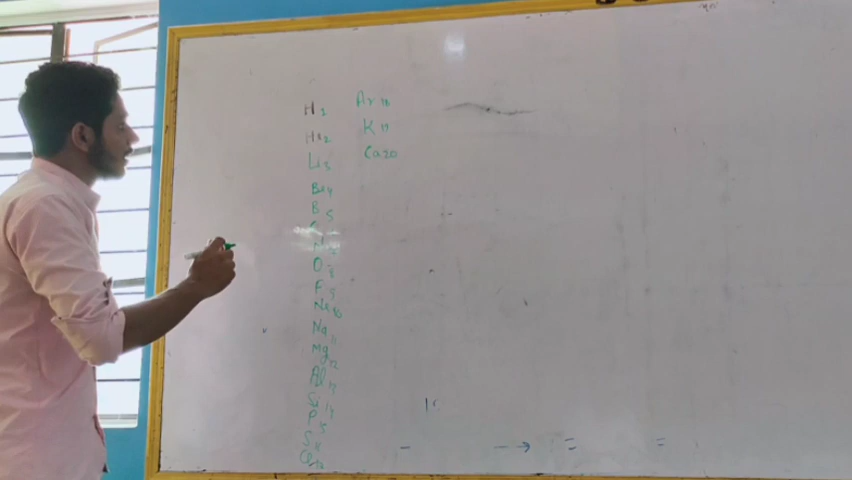 H 1
He 2
Li 3
Be 4
B 5
C
N
O 8
F 9
Ne 10
Na 11
Mg 12
Al 13
Si 14
P 15
S
Cl 17
Ar 18
K 19
Ca 20
- → = =